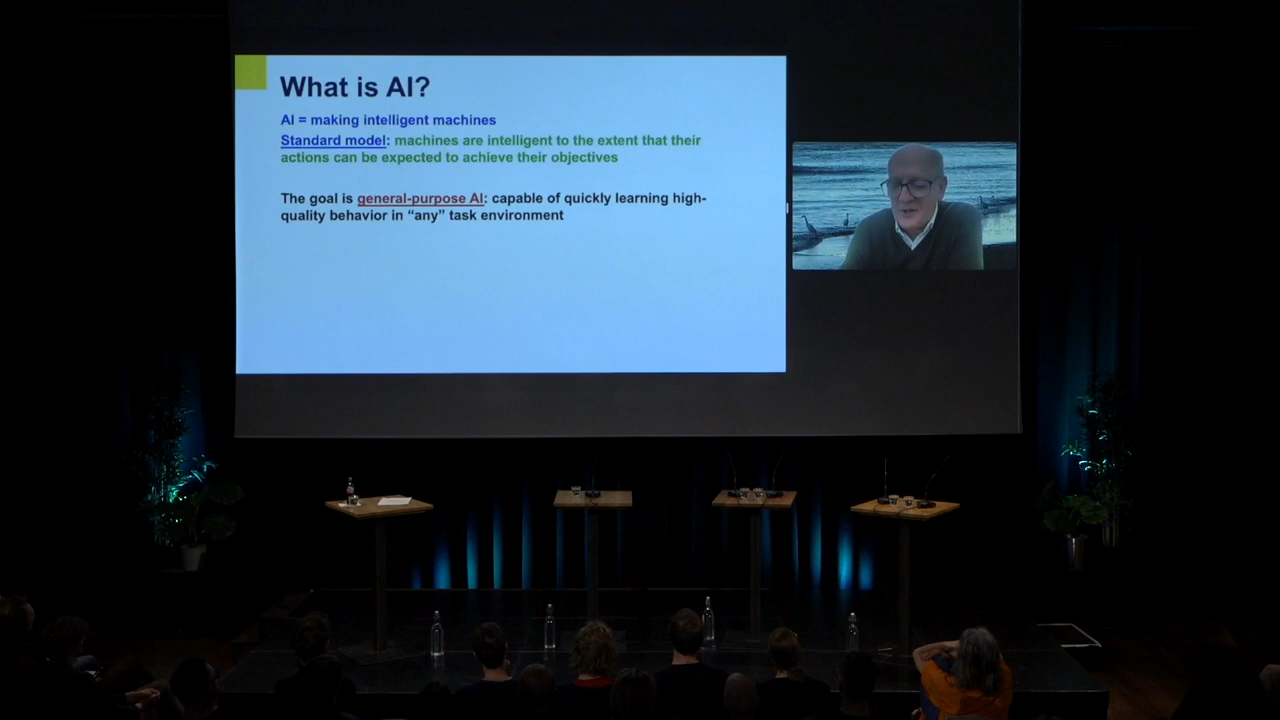 What is AI?
AI = making intelligent machines
Standard model: machines are intelligent to the extent that their
actions can be expected to achieve their objectives
The goal is general-purpose AI: capable of quickly learning high-
quality behavior in “any” task environment